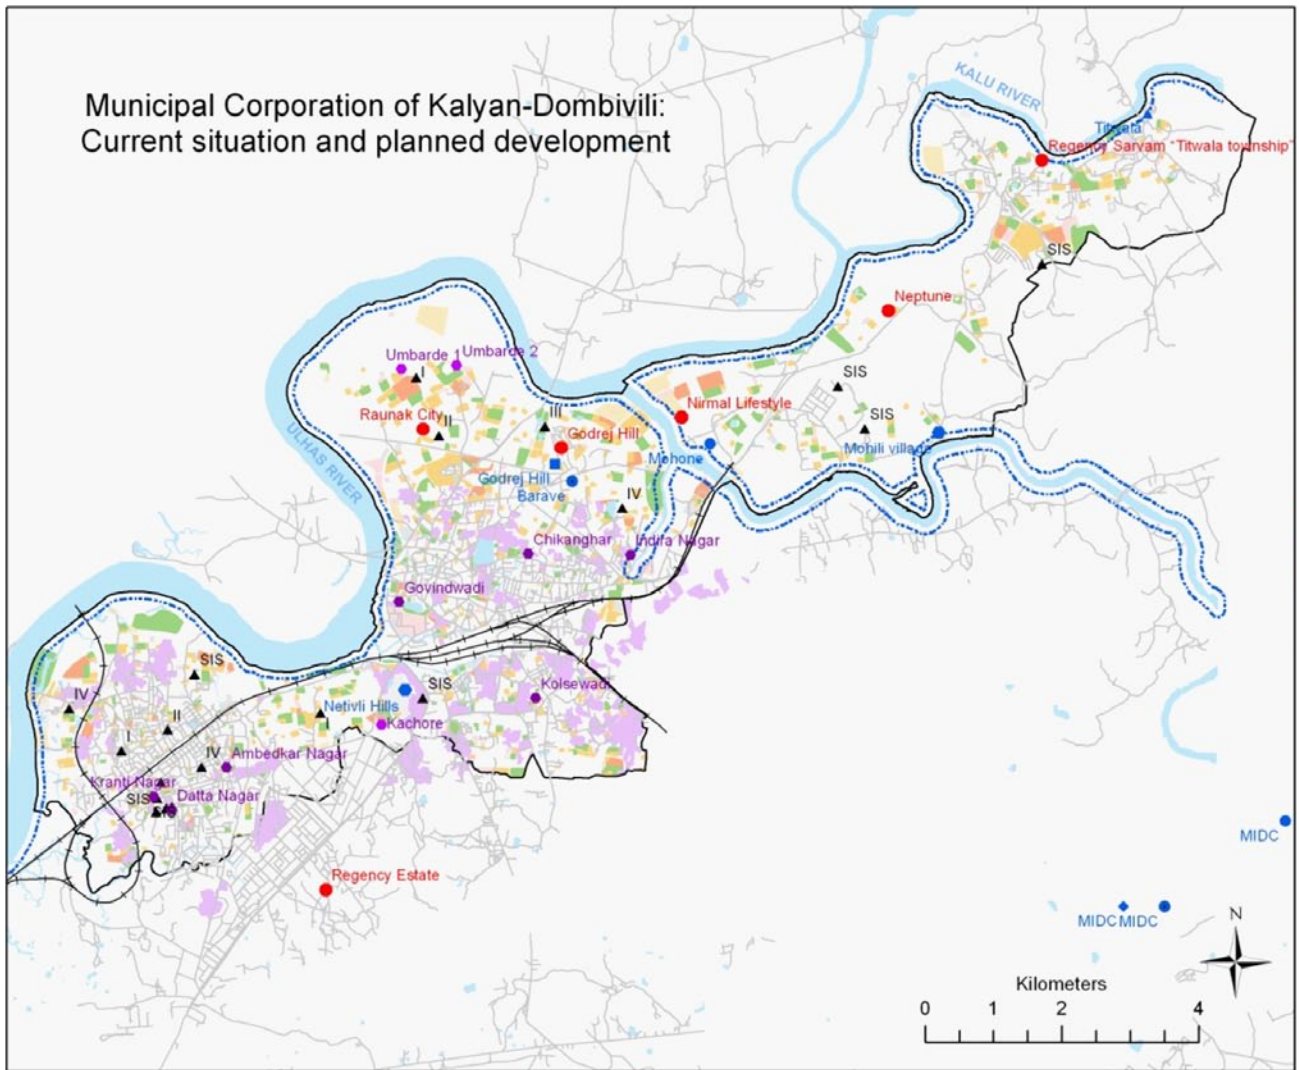 Municipal Corporation of Kalyan-Dombivili:
Current situation and planned development
KALU RIVER
Titwala
Regency Sarvam "Titwala township"
SIS
Neptune
Umbarde 1
Umbarde 2
I
SIS
Raunak City
II
III
Nirmal Lifestyle
SIS
Godrej Hill
Mohone
Mohili village
ULHAS RIVER
Godrej Hill
Barave
IV
Chikanghar
Indira Nagar
Govindwadi
SIS
SIS
Kolsewadi
IV
Netivli Hills
I
Kachore
II
I
IV
Ambedkar Nagar
Kranti Nagar
SIS
Datta Nagar
SIS
Regency Estate
MIDC
MIDC
MIDC
N
Kilometers
0 1 2 4